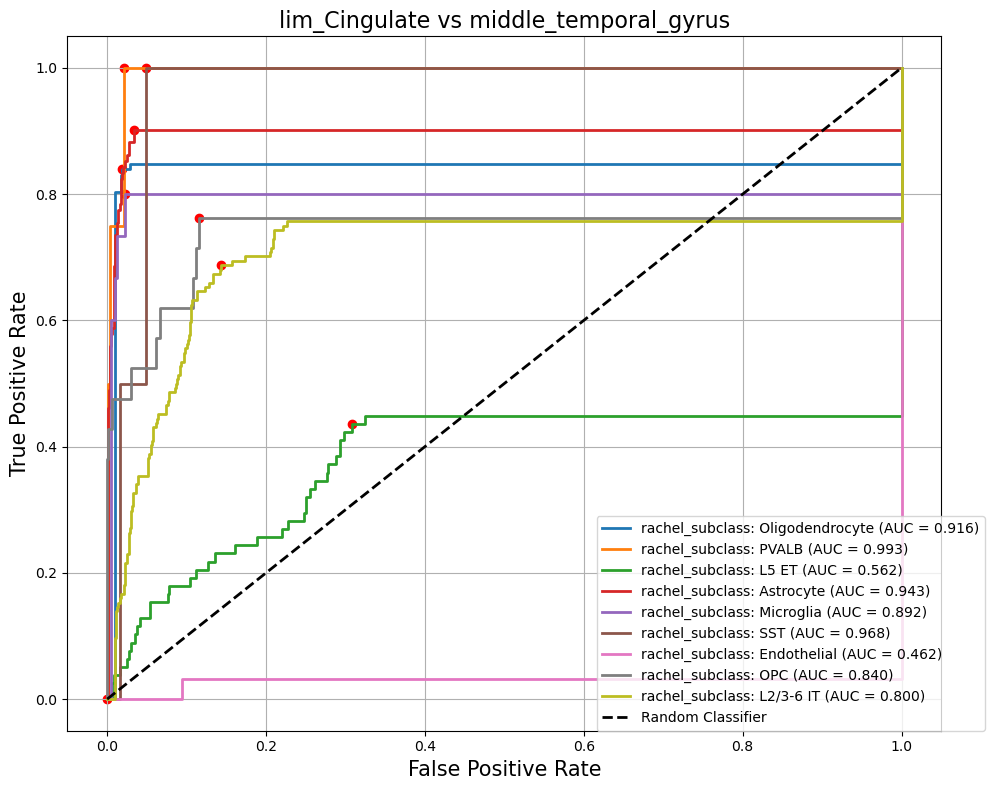 lim_Cingulate vs middle_temporal_gyrus
True Positive Rate
1.0
0.8
0.6
0.4
0.2
0.0
rachel_subclass: Oligodendrocyte (AUC = 0.916)
rachel_subclass: PVALB (AUC = 0.993)
rachel_subclass: L5 ET (AUC = 0.562)
rachel_subclass: Astrocyte (AUC = 0.943)
rachel_subclass: Microglia (AUC = 0.892)
rachel_subclass: SST (AUC = 0.968)
rachel_subclass: Endothelial (AUC = 0.462)
rachel_subclass: OPC (AUC = 0.840)
rachel_subclass: L2/3-6 IT (AUC = 0.800)
Random Classifier
0.0 0.2 0.4 0.6 0.8 1.0
False Positive Rate